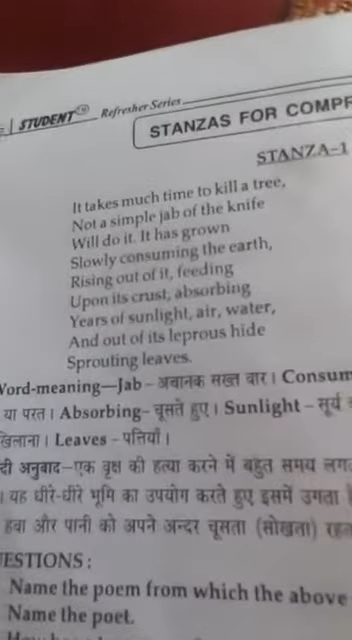 STUDENT TM Refresher Series
STANZAS FOR COMPR
STANZA-1
It takes much time to kill a tree,
Not a simple jab of the knife
Will do it. It has grown
Slowly consuming the earth,
Rising out of it, feeding
Upon its crust, absorbing
Years of sunlight, air, water,
And out of its leprous hide
Sprouting leaves.
Word-meaning—Jab – अचानक सख्त वार। Consum
या परत। Absorbing– चूसते हुए। Sunlight – सूर्य
खिलाना। Leaves – पत्तियाँ।
दी अनुवाद–एक वृक्ष की हत्या करने में बहुत समय लगत
। यह धीरे-धीरे भूमि का उपयोग करते हुए इसमें उगता
हवा और पानी को अपने अन्दर चूसता (सोखता) रहत
ESTIONS :
Name the poem from which the above
Name the poet.